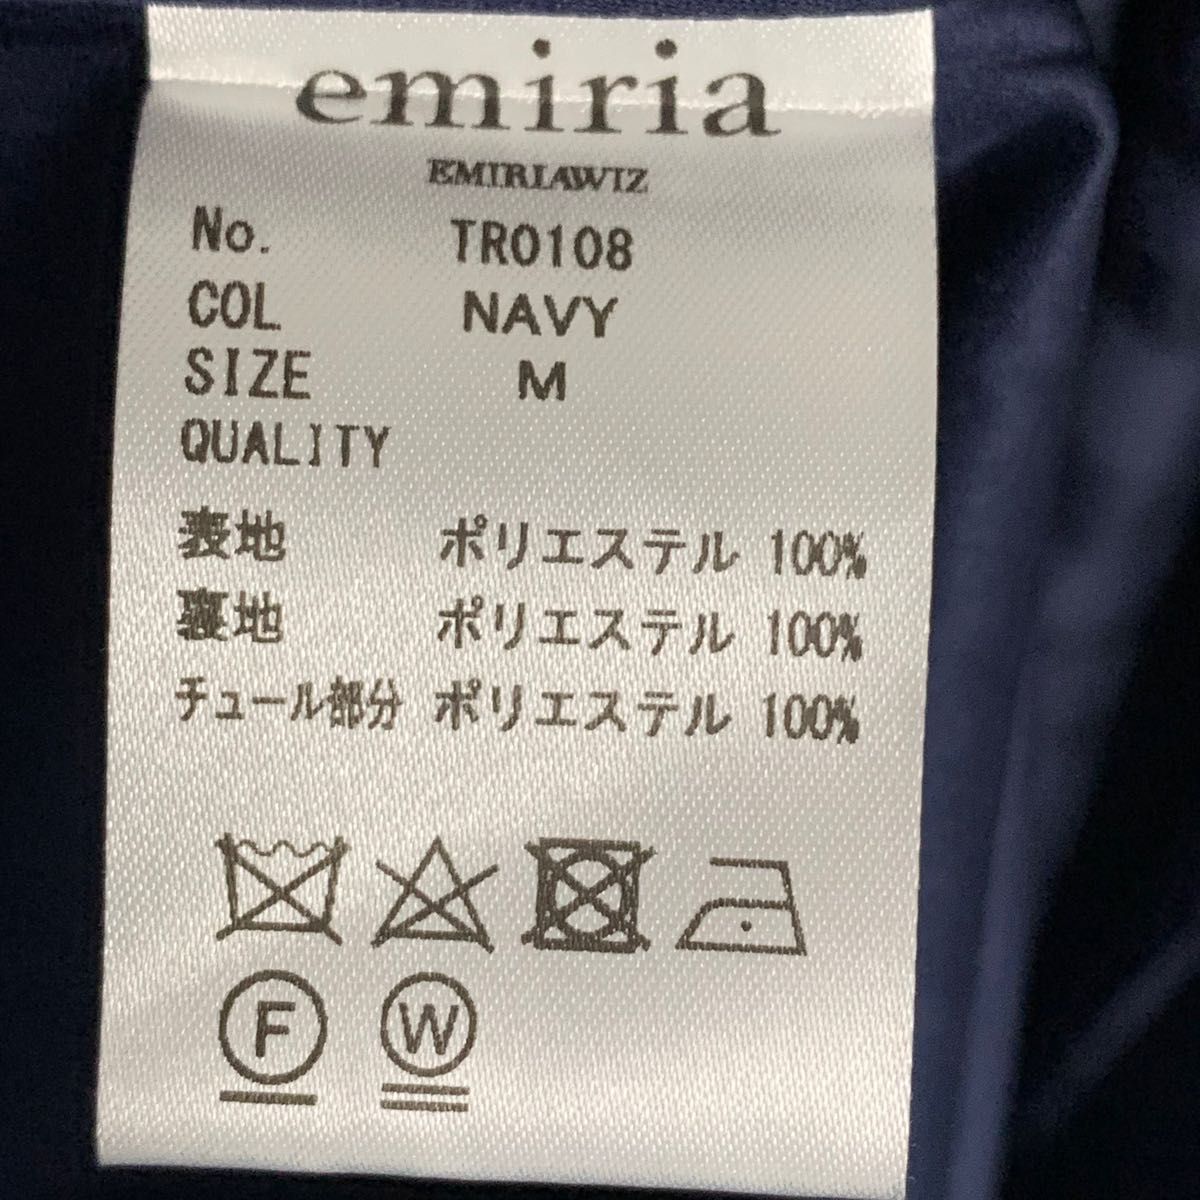 emiria
EMIRIAWIZ
No. TR0108
COL NAVY
SIZE M
QUALITY
表地 ポリエステル 100%
裏地 ポリエステル 100%
チュール部分 ポリエステル 100%
F W